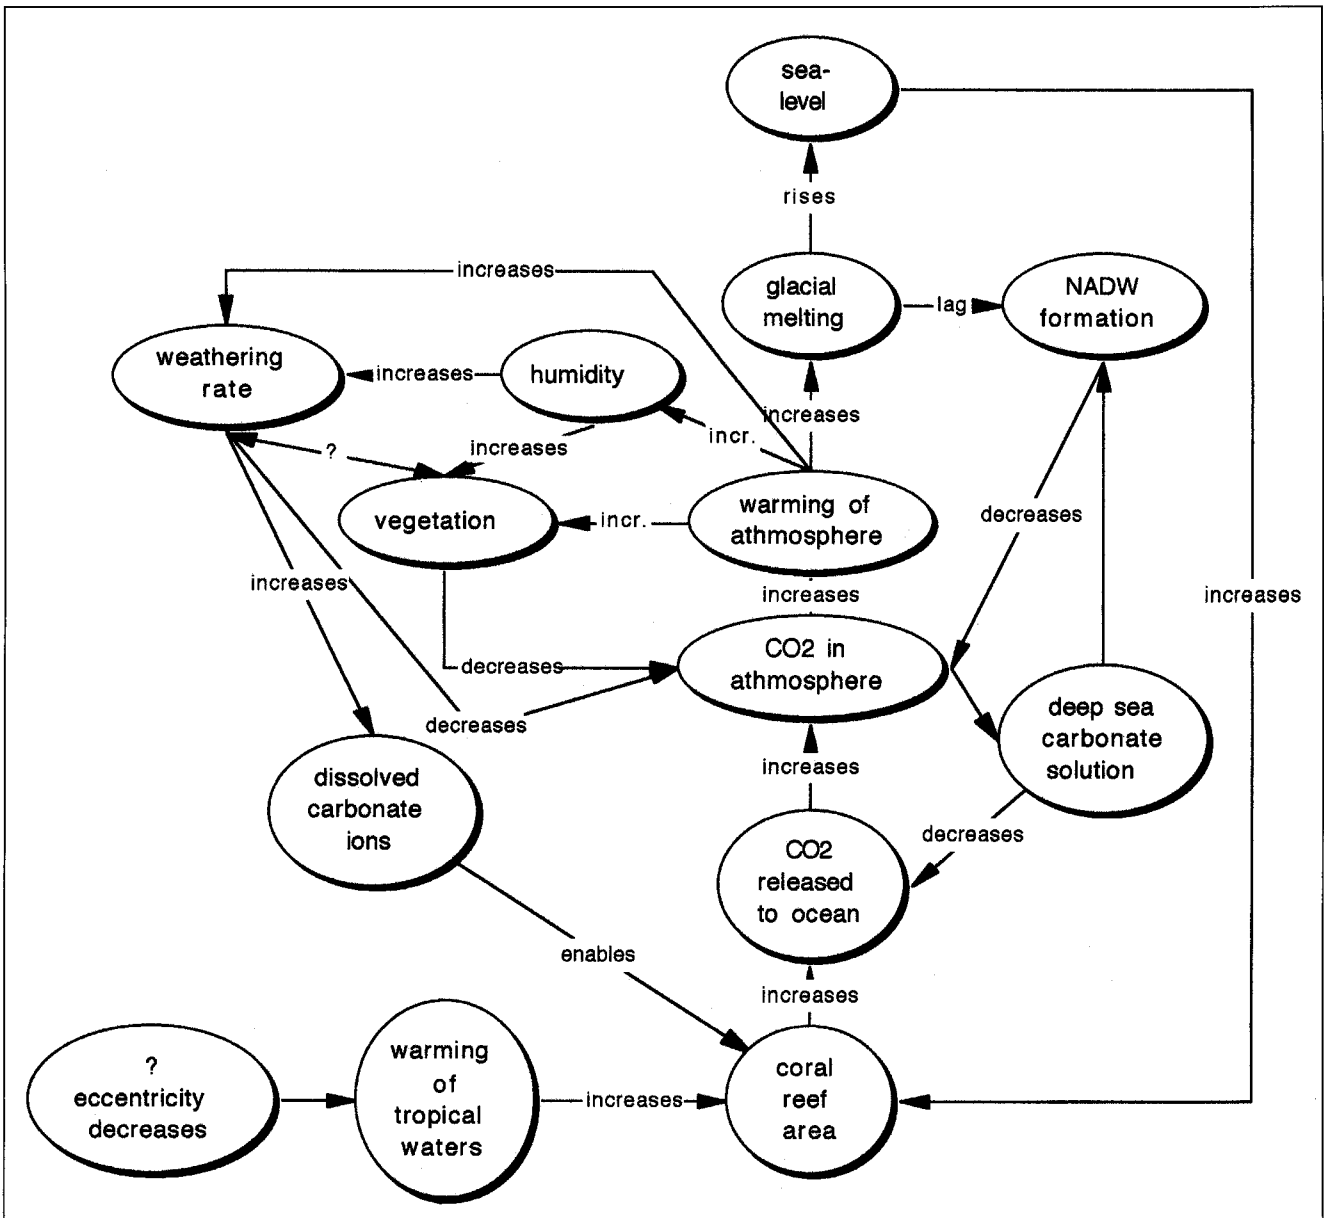 sea-
level
rises
increases
glacial
melting
lag
NADW
formation
weathering
rate
increases
humidity
increases
incr.
increases
?
vegetation
incr.
warming of
athmosphere
decreases
increases
increases
increases
decreases
CO2 in
athmosphere
decreases
deep sea
carbonate
solution
increases
dissolved
carbonate
ions
decreases
CO2
released
to ocean
enables
increases
?
eccentricity
decreases
warming
of
tropical
waters
increases
coral
reef
area